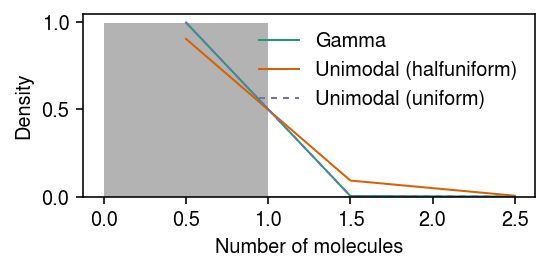 1.0
0.5
0.0
Density
Gamma
Unimodal (halfuniform)
Unimodal (uniform)
0.0 0.5 1.0 1.5 2.0 2.5
Number of molecules